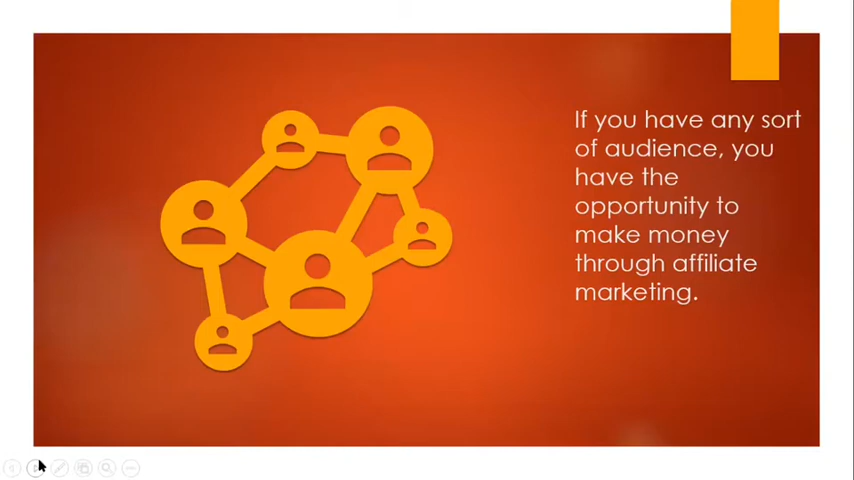 If you have any sort
of audience, you
have the
opportunity to
make money
through affiliate
marketing.